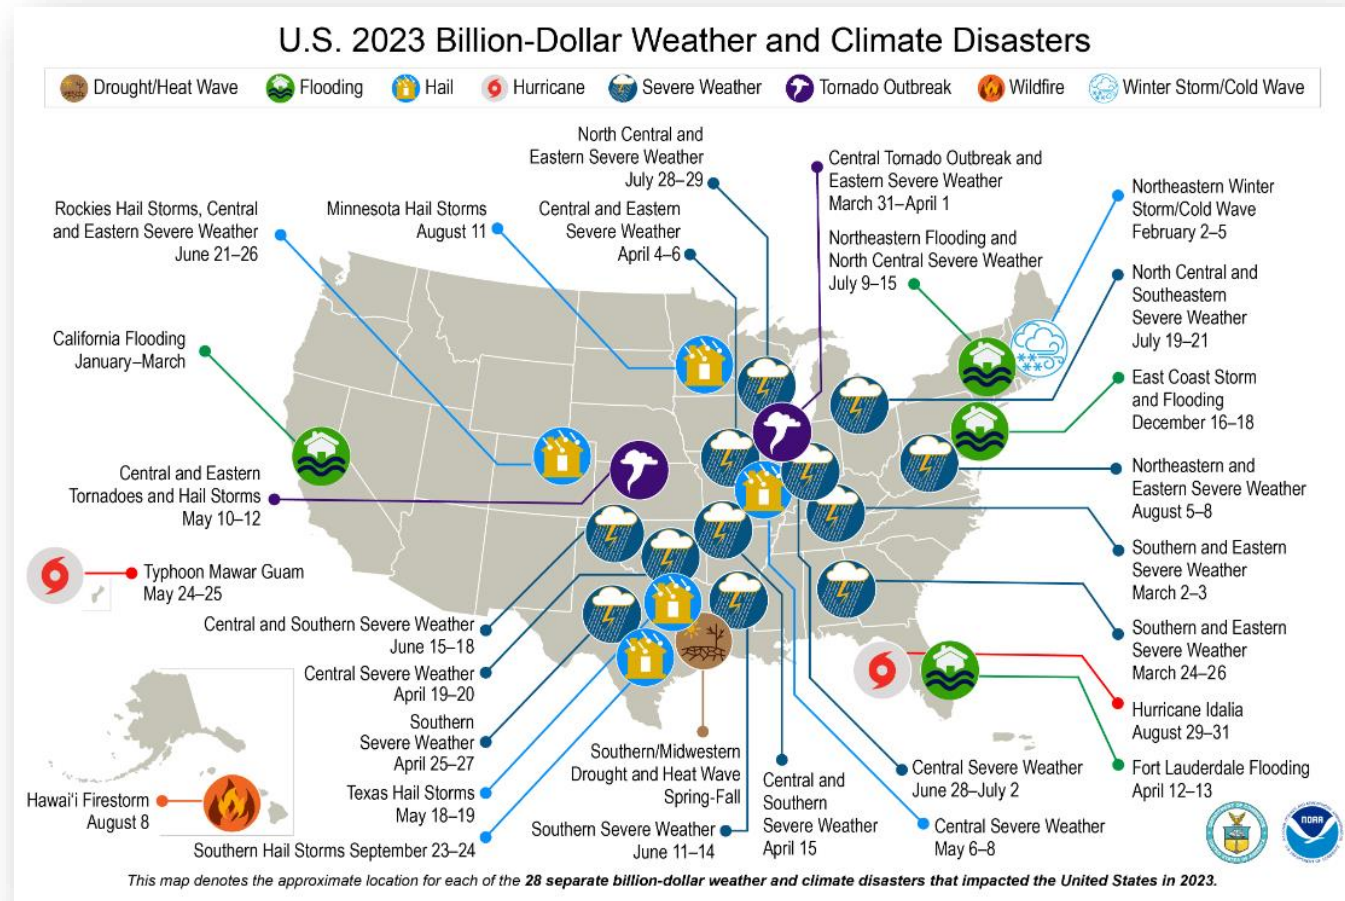 U.S. 2023 Billion-Dollar Weather and Climate Disasters
Drought/Heat Wave
Flooding
Hail
Hurricane
Severe Weather
Tornado Outbreak
Wildfire
Winter Storm/Cold Wave
North Central and
Eastern Severe Weather
July 28–29
Central Tornado Outbreak and
Eastern Severe Weather
March 31–April 1
Northeastern Winter
Storm/Cold Wave
February 2–5
Rockies Hail Storms, Central
and Eastern Severe Weather
June 21–26
Minnesota Hail Storms
August 11
Central and Eastern
Severe Weather
April 4–6
Northeastern Flooding and
North Central Severe Weather
July 9–15
North Central and
Southeastern
Severe Weather
July 19–21
California Flooding
January–March
East Coast Storm
and Flooding
December 16–18
Central and Eastern
Tornadoes and Hail Storms
May 10–12
Northeastern and
Eastern Severe Weather
August 5–8
Southern and Eastern
Severe Weather
March 2–3
Typhoon Mawar Guam
May 24–25
Central and Southern Severe Weather
June 15–18
Southern and Eastern
Severe Weather
March 24–26
Central Severe Weather
April 19–20
Hurricane Idalia
August 29–31
Southern
Severe Weather
April 25–27
Southern/Midwestern
Drought and Heat Wave
Spring-Fall
Central and
Southern
Severe Weather
April 15
Central Severe Weather
June 28–July 2
Fort Lauderdale Flooding
April 12–13
Texas Hail Storms
May 18–19
Hawai‘i Firestorm
August 8
Southern Severe Weather
June 11–14
Central Severe Weather
May 6–8
Southern Hail Storms September 23–24
NOAA
This map denotes the approximate location for each of the 28 separate billion-dollar weather and climate disasters that impacted the United States in 2023.